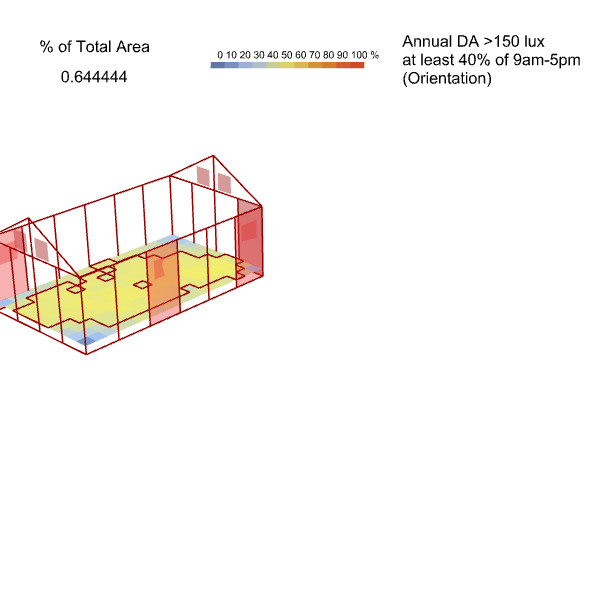 % of Total Area
0.644444
0 10 20 30 40 50 60 70 80 90 100 %
Annual DA >150 lux
at least 40% of 9am-5pm
(Orientation)